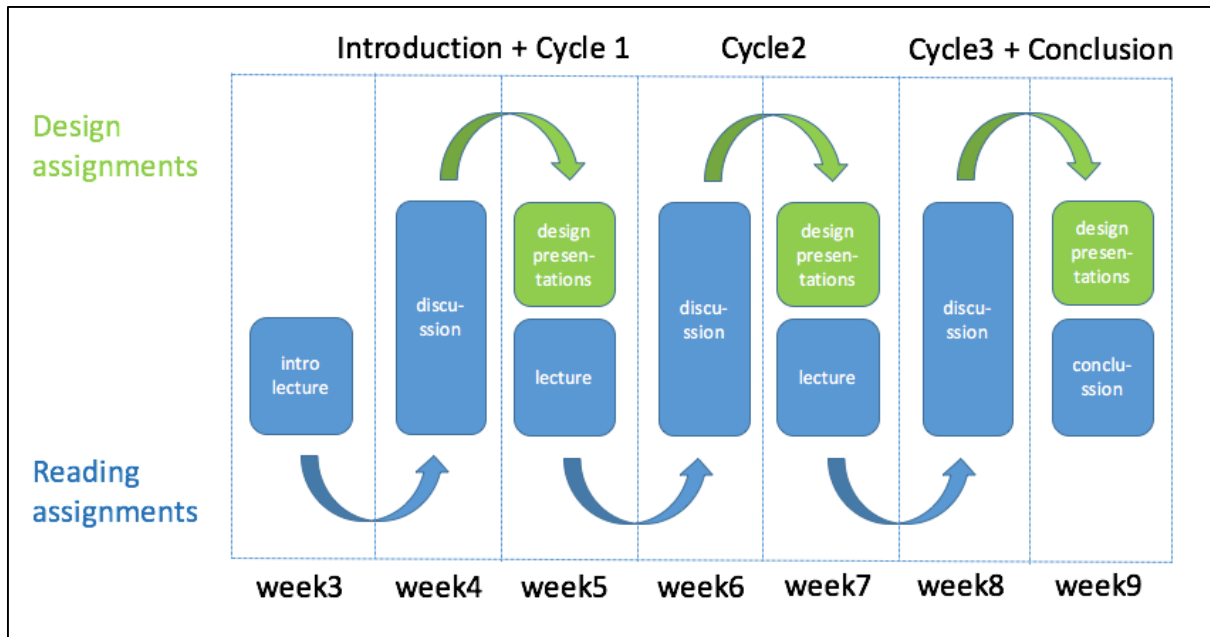 Introduction + Cycle 1
Cycle2
Cycle3 + Conclusion
Design
assignments
design
presen-
tations
design
presen-
tations
design
presen-
tations
intro
lecture
discu-
ssion
lecture
discu-
ssion
lecture
discu-
ssion
conclu-
ssion
Reading
assignments
week3
week4
week5
week6
week7
week8
week9